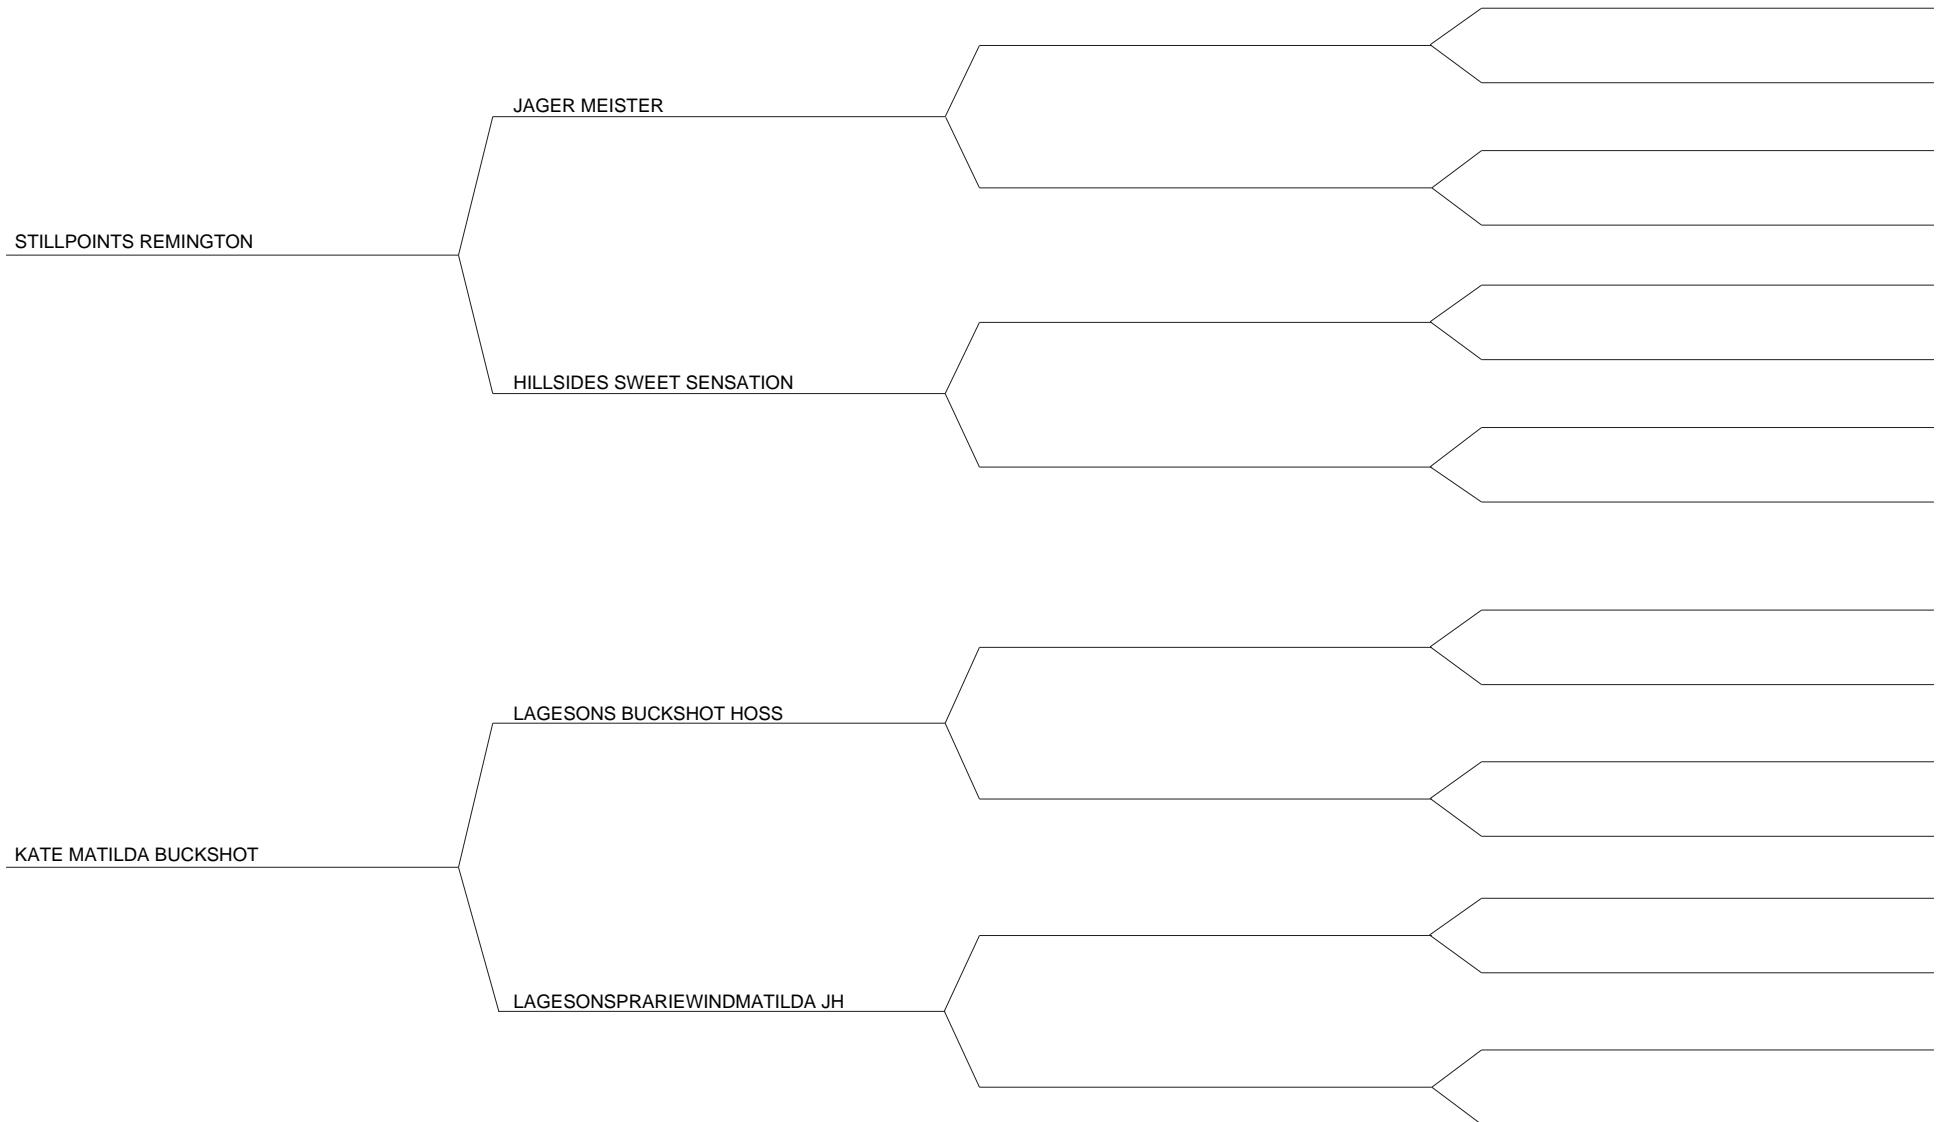 JAGER MEISTER
STILLPOINTS REMINGTON
HILLSIDES SWEET SENSATION
LAGESONS BUCKSHOT HOSS
KATE MATILDA BUCKSHOT
LAGESONSPRARIEWINDMATILDA JH